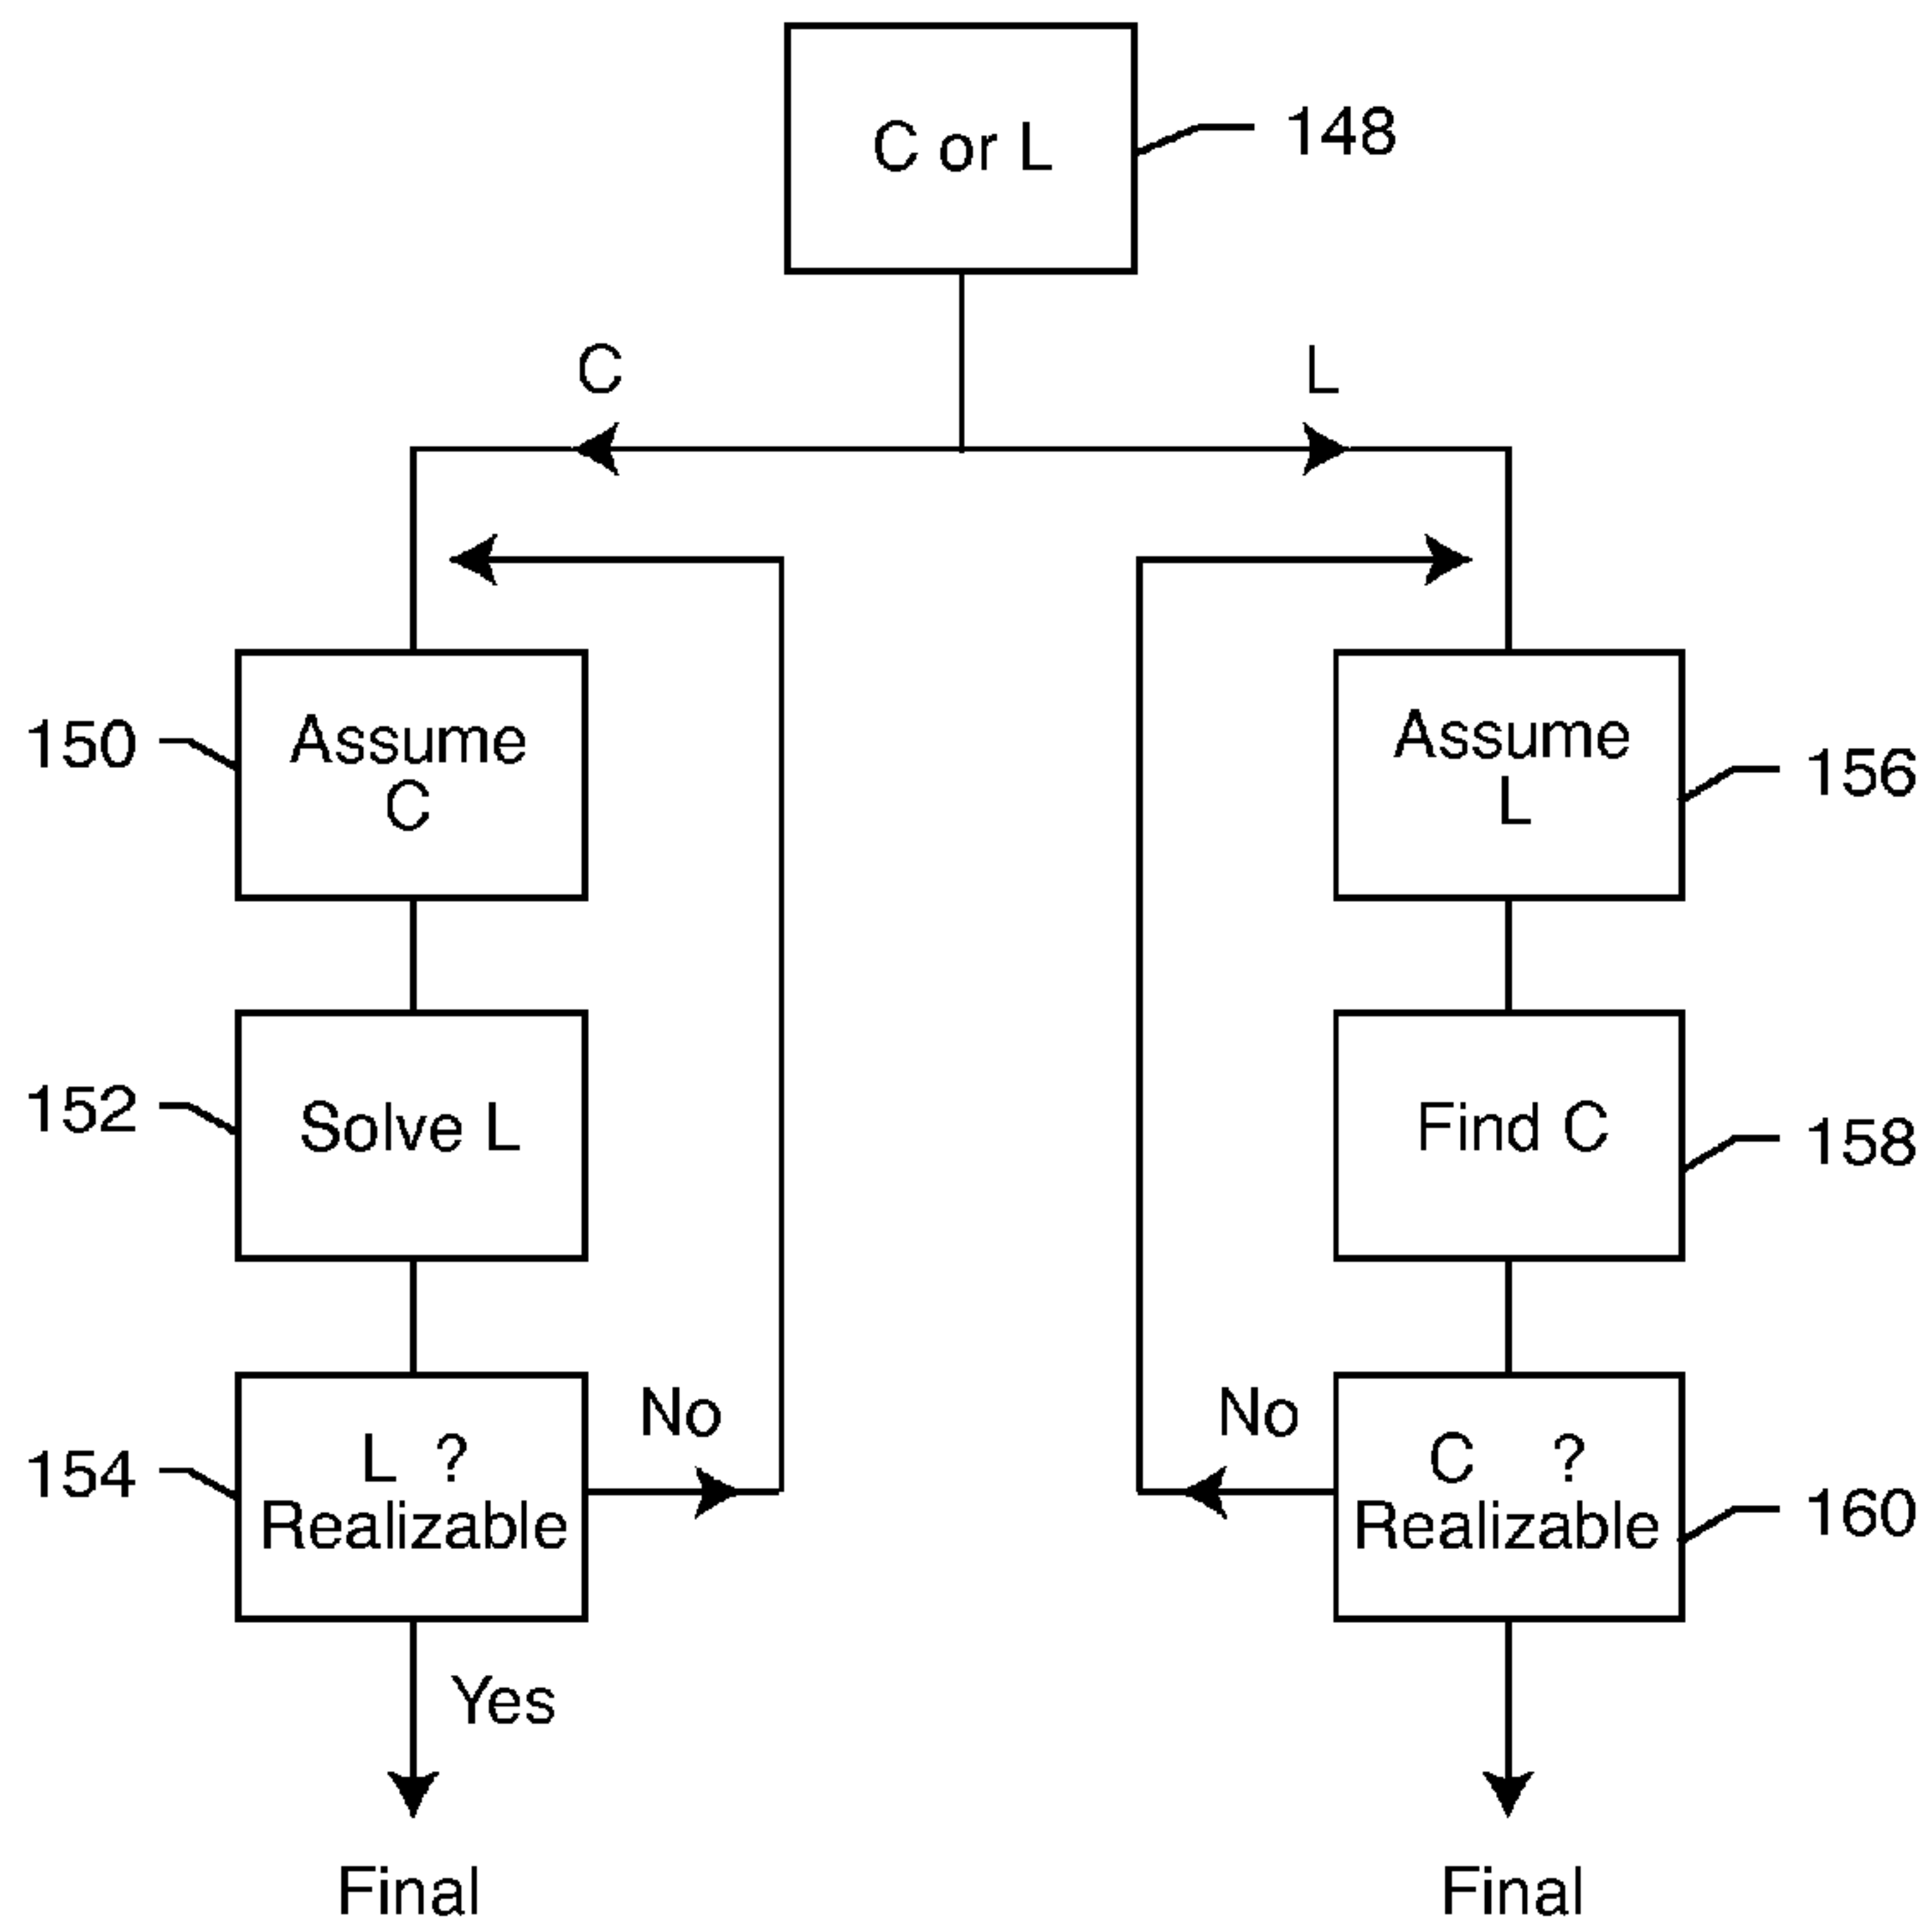 C or L
148
C
L
150
Assume
C
Assume
L
156
152
Solve L
Find C
158
154
L ?
Realizable
No
No
C ?
Realizable
160
Yes
Final
Final